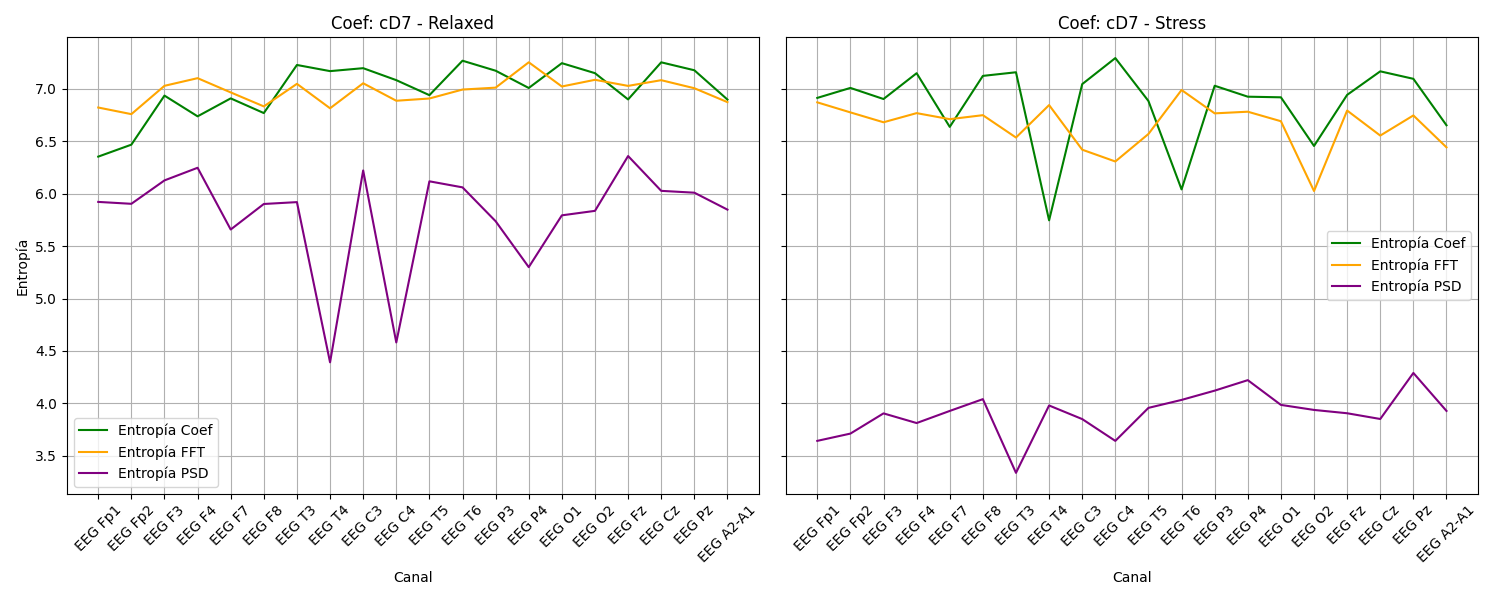 Coef: cD7 - Relaxed
Entropía
7.0
6.5
6.0
5.5
5.0
4.5
4.0
3.5
Entropía Coef
Entropía FFT
Entropía PSD
EEG Fp1
EEG Fp2
EEG F3
EEG F4
EEG F7
EEG F8
EEG T3
EEG T4
EEG C3
EEG C4
EEG T5
EEG T6
EEG P3
EEG P4
EEG O1
EEG O2
EEG Fz
EEG Cz
EEG Pz
EEG A2-A1
Canal
Coef: cD7 - Stress
Entropía Coef
Entropía FFT
Entropía PSD
EEG Fp1
EEG Fp2
EEG F3
EEG F4
EEG F7
EEG F8
EEG T3
EEG T4
EEG C3
EEG C4
EEG T5
EEG T6
EEG P3
EEG P4
EEG O1
EEG O2
EEG Fz
EEG Cz
EEG Pz
EEG A2-A1
Canal